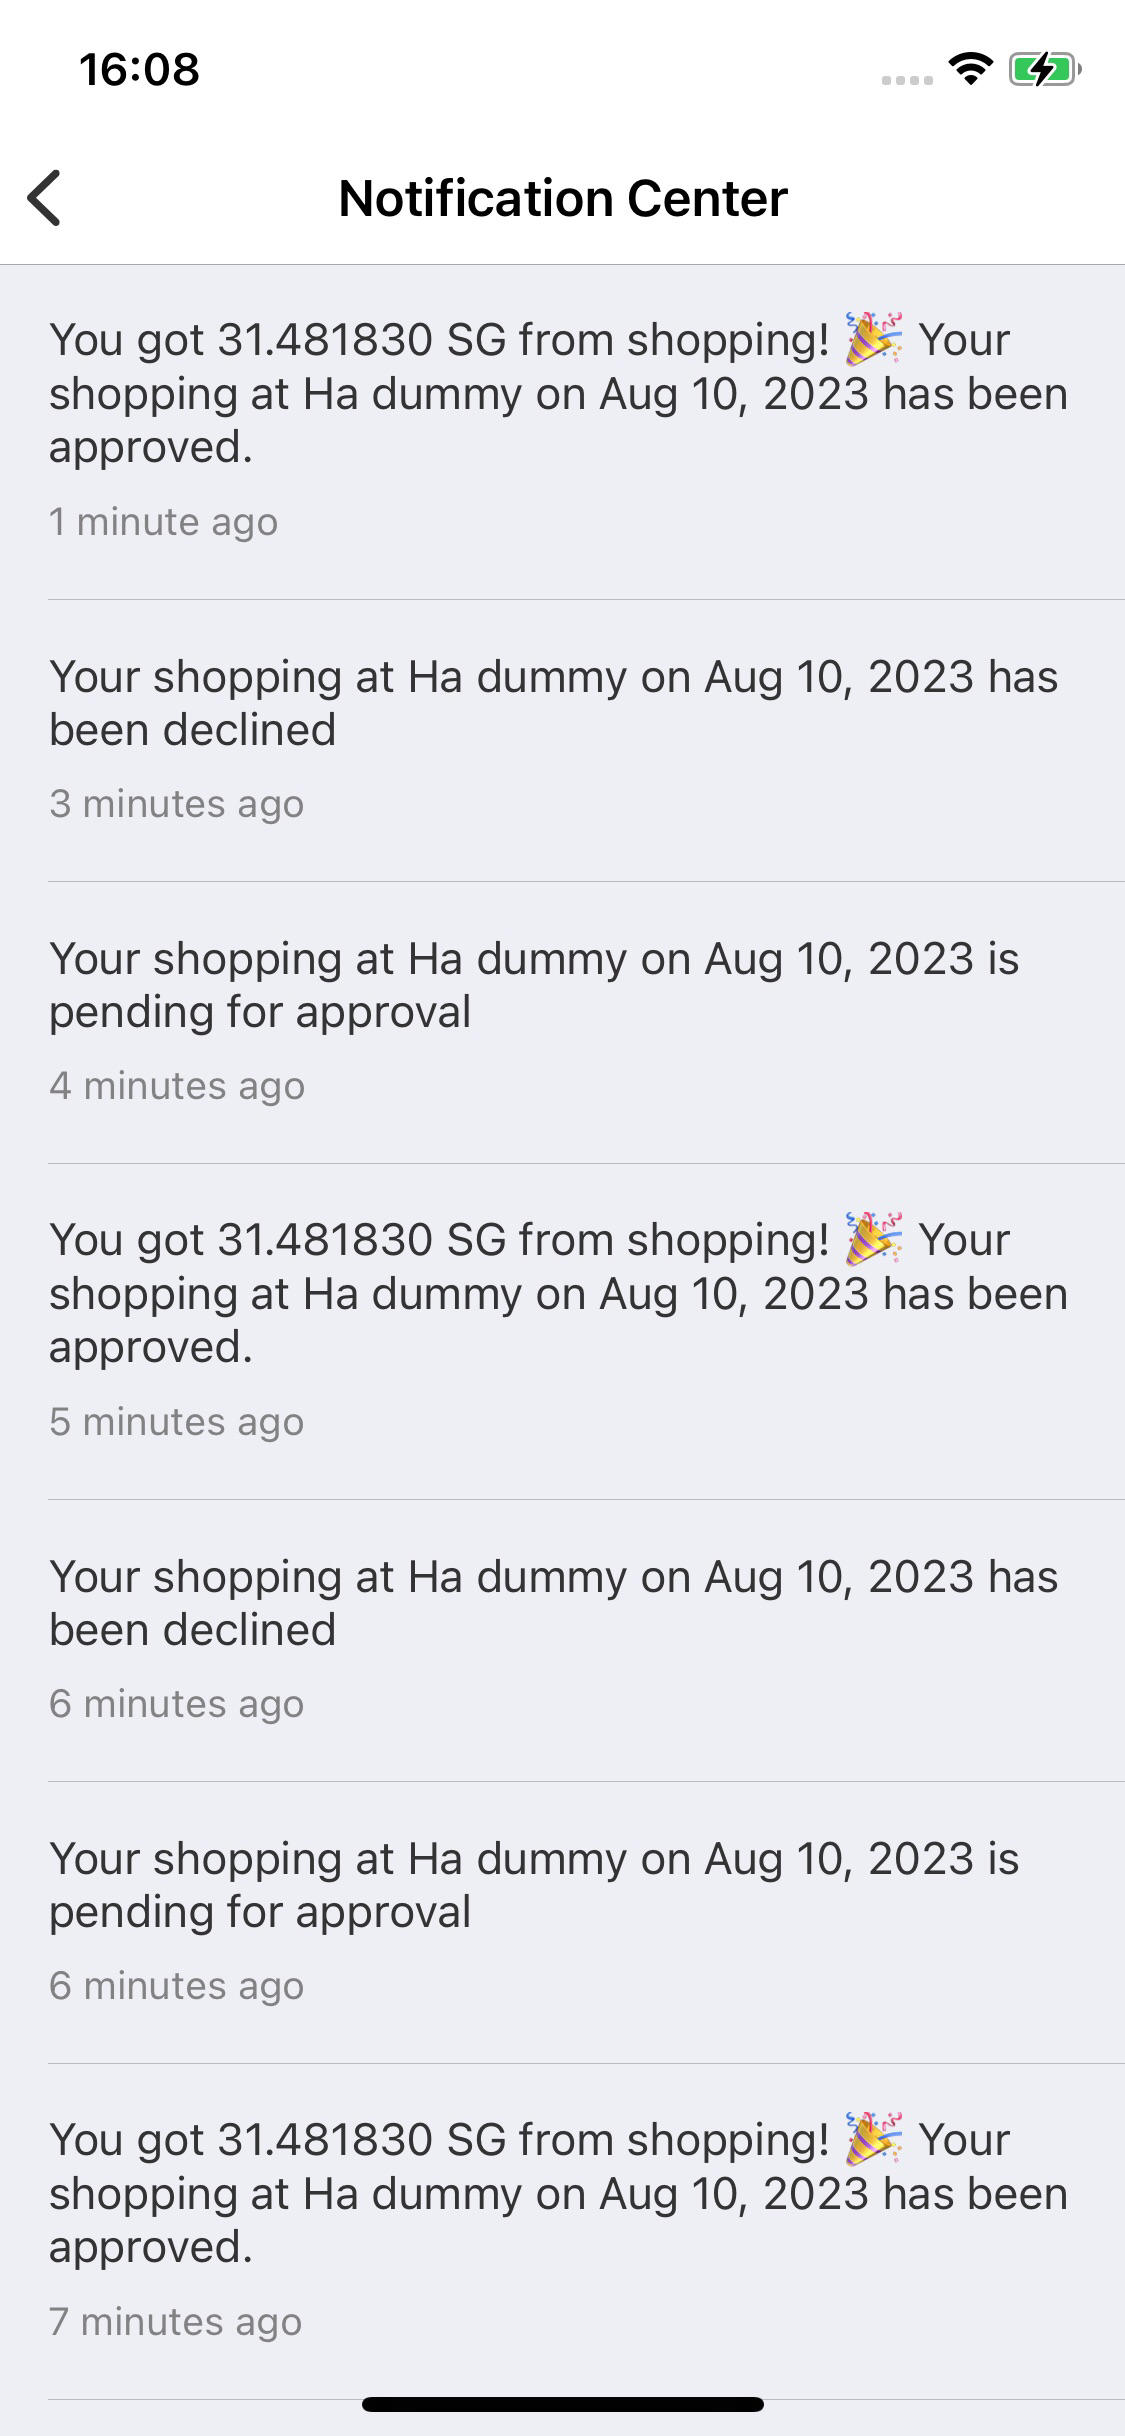 16:08
Notification Center
You got 31.481830 SG from shopping! 🎉 Your
shopping at Ha dummy on Aug 10, 2023 has been
approved.
1 minute ago
Your shopping at Ha dummy on Aug 10, 2023 has
been declined
3 minutes ago
Your shopping at Ha dummy on Aug 10, 2023 is
pending for approval
4 minutes ago
You got 31.481830 SG from shopping! 🎉 Your
shopping at Ha dummy on Aug 10, 2023 has been
approved.
5 minutes ago
Your shopping at Ha dummy on Aug 10, 2023 has
been declined
6 minutes ago
Your shopping at Ha dummy on Aug 10, 2023 is
pending for approval
6 minutes ago
You got 31.481830 SG from shopping! 🎉 Your
shopping at Ha dummy on Aug 10, 2023 has been
approved.
7 minutes ago